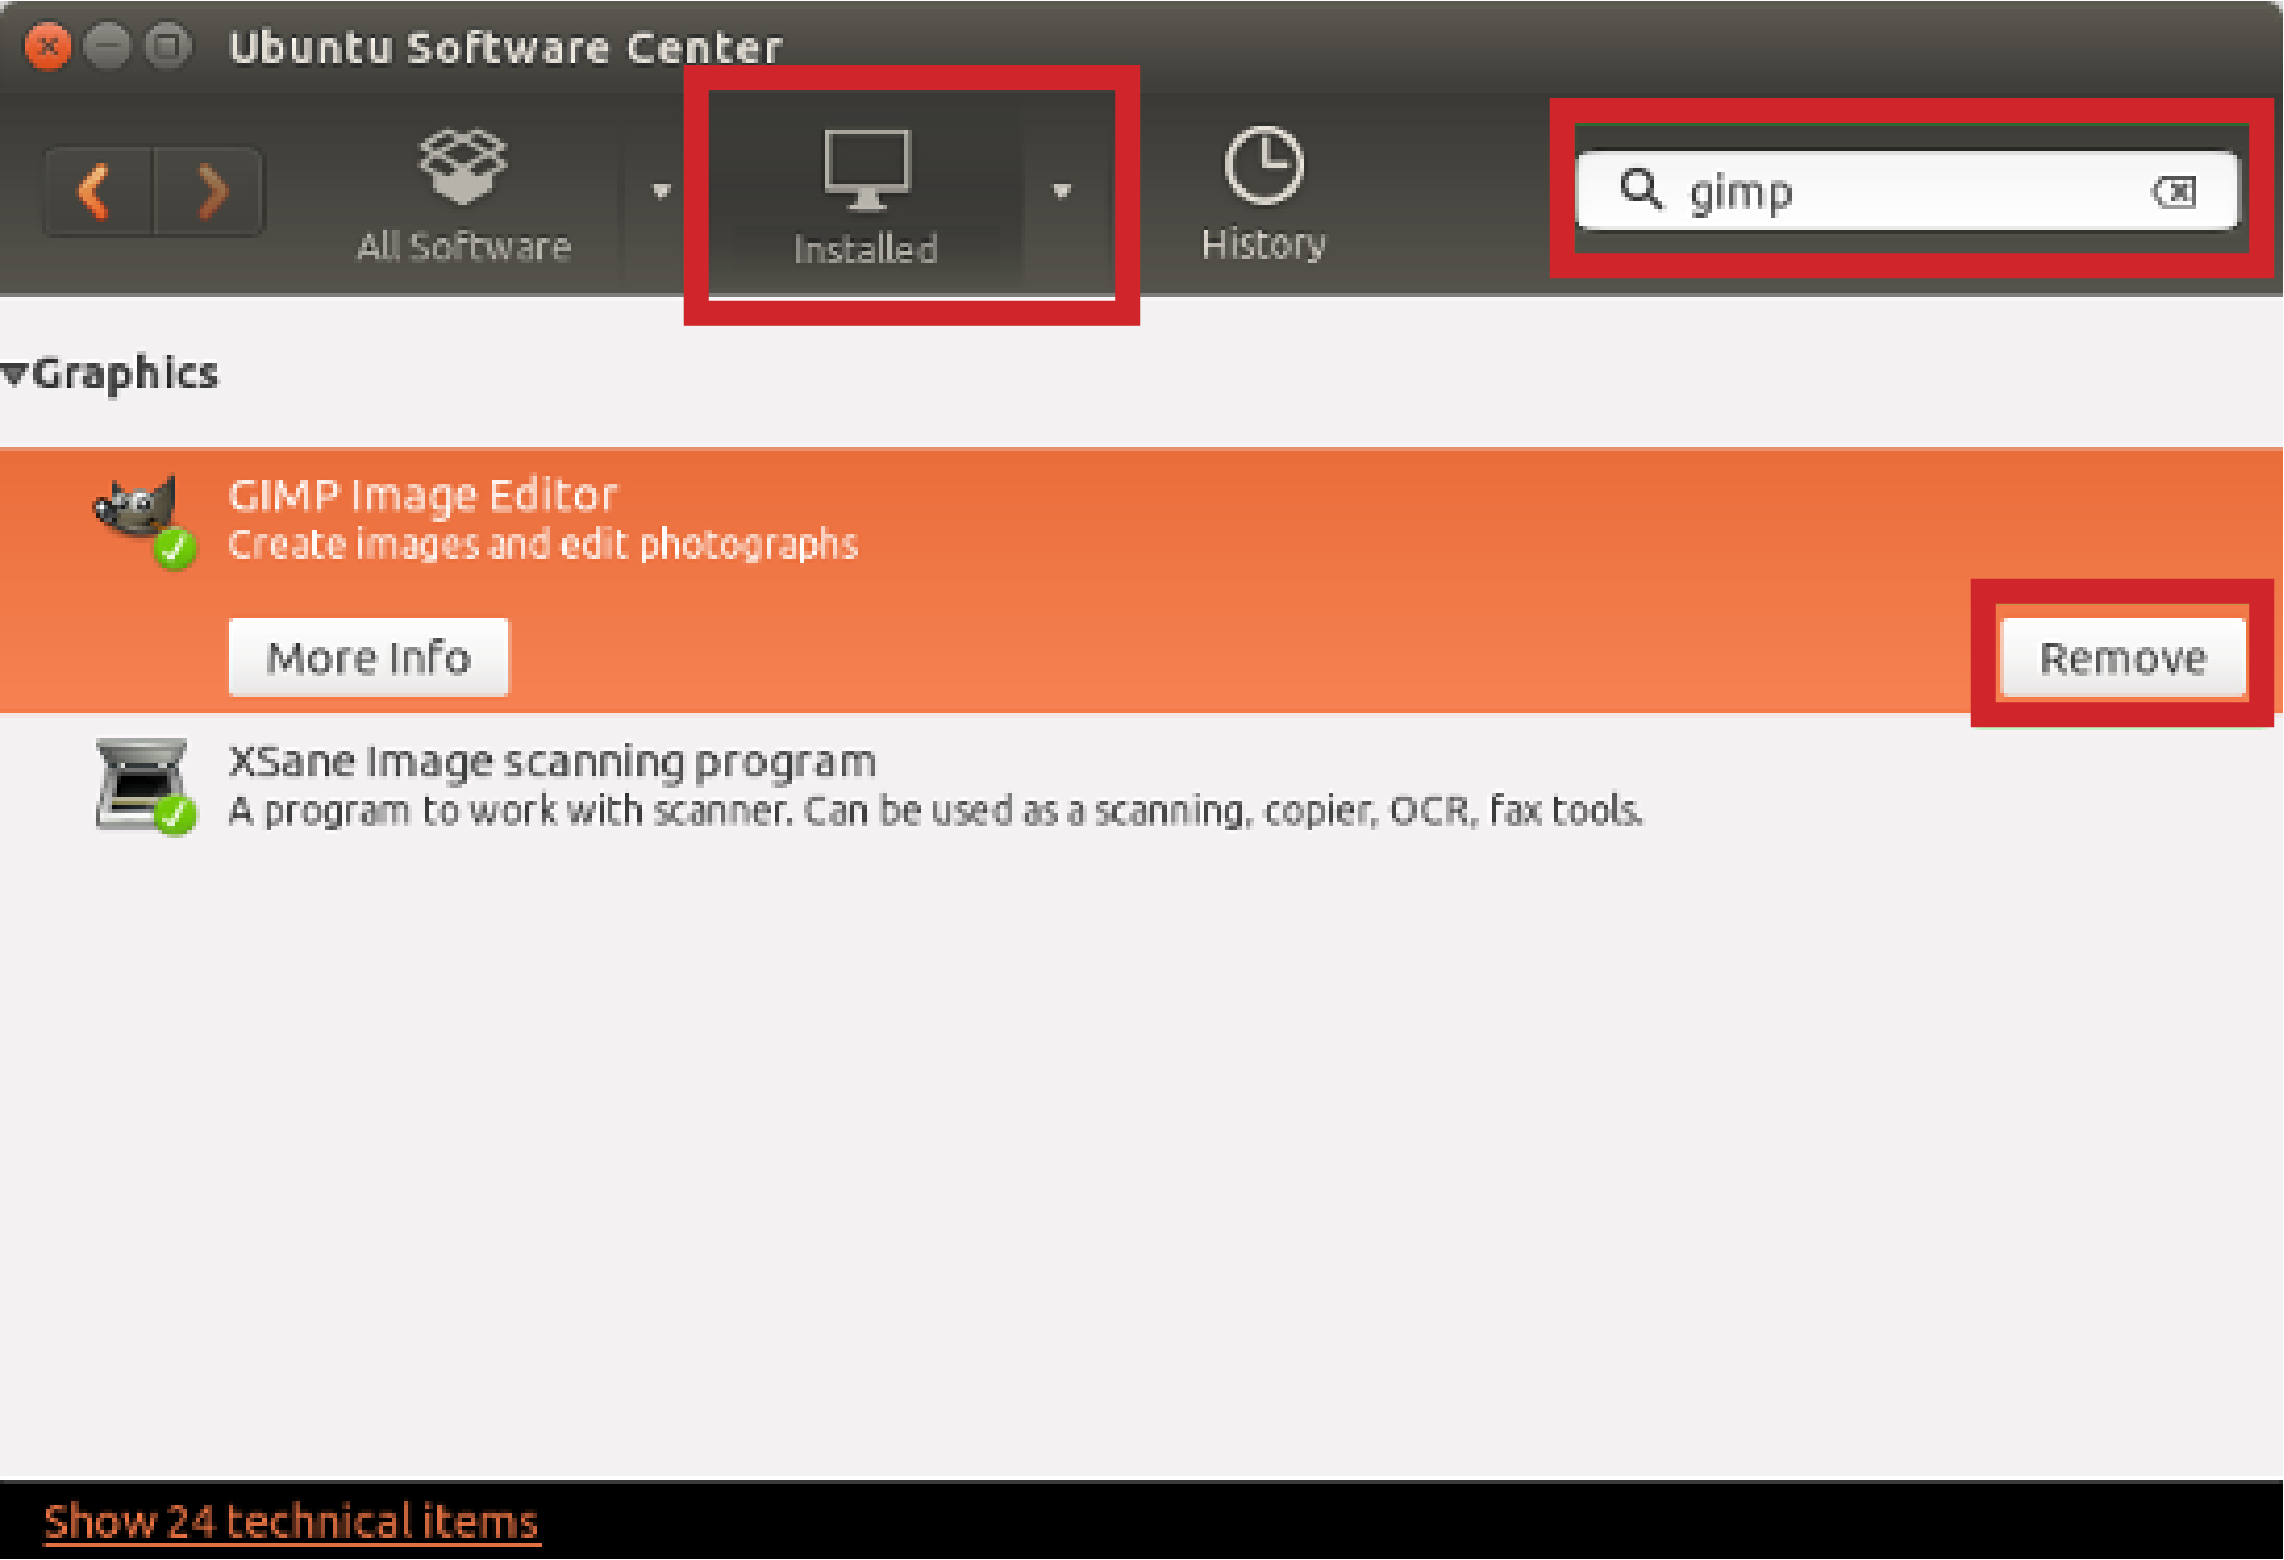 Ubuntu Software Center
All Software
Installed
History
gimp
Graphics
GIMP Image Editor
Create images and edit photographs
More Info
Remove
XSane Image scanning program
A program to work with scanner. Can be used as a scanning, copier, OCR, fax tools.
Show 24 technical items